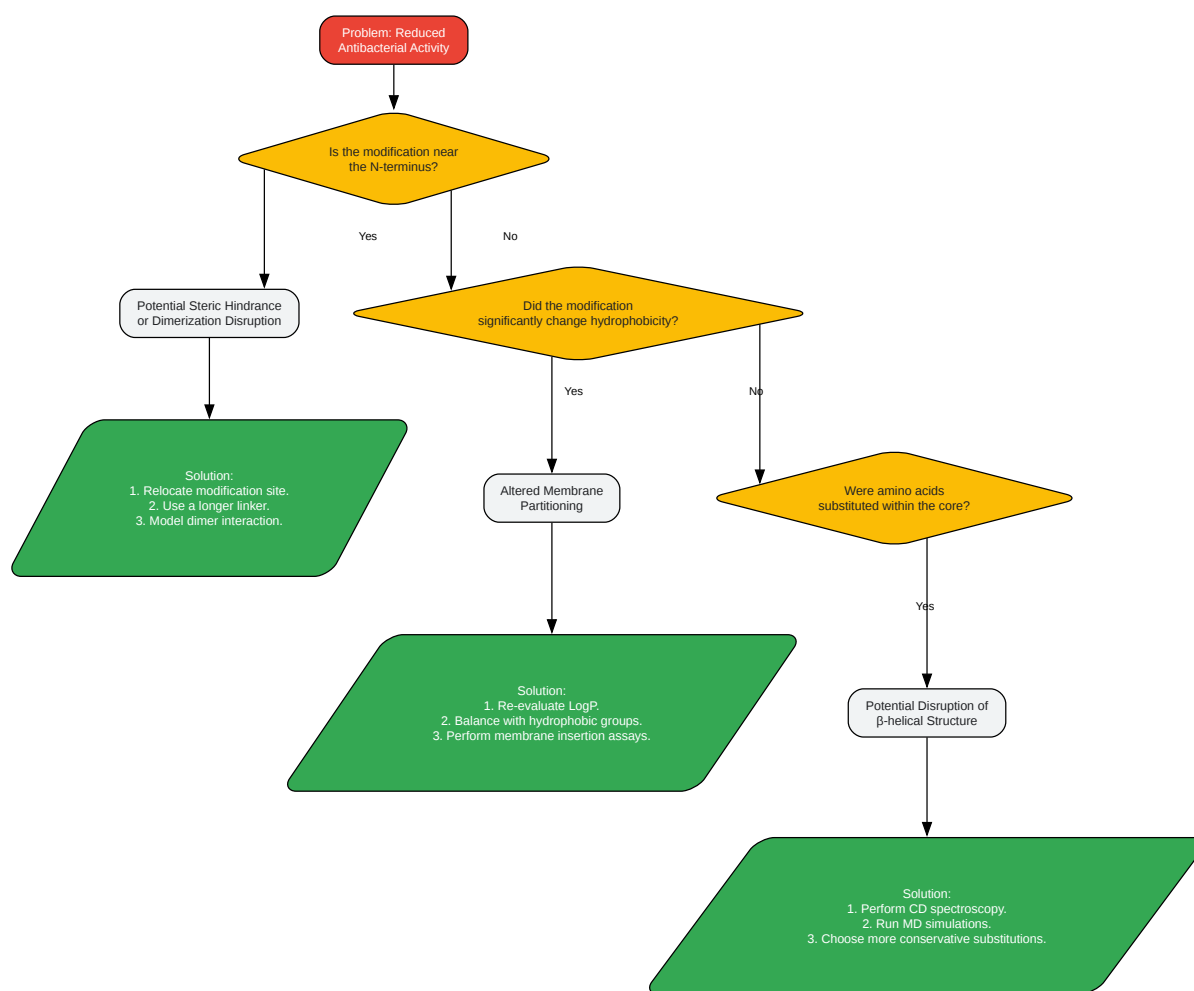 Problem: Reduced
Antibacterial Activity
Is the modification near
the N-terminus?
Yes
No
Potential Steric Hindrance
or Dimerization Disruption
Did the modification
significantly change hydrophobicity?
Yes
No
Solution:
1. Relocate modification site.
2. Use a longer linker.
3. Model dimer interaction.
Altered Membrane
Partitioning
Were amino acids
substituted within the core?
Yes
Solution:
1. Re-evaluate LogP.
2. Balance with hydrophobic groups.
3. Perform membrane insertion assays.
Potential Disruption of
β-helical Structure
Solution:
1. Perform CD spectroscopy.
2. Run MD simulations.
3. Choose more conservative substitutions.